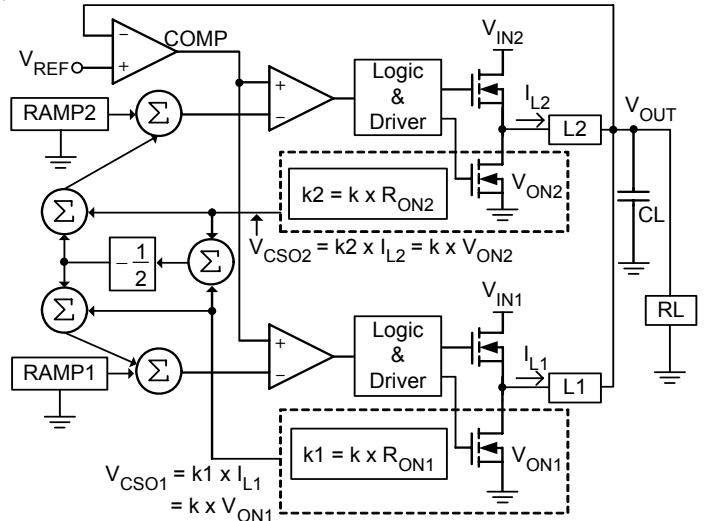 −
COMP
V_REF
+
V_IN2
RAMP2
Σ
+
−
Logic
&
Driver
I_L2
L2
V_OUT
k2 = k x R_ON2
V_ON2
CL
Σ
V_CSO2 = k2 x I_L2 = k x V_ON2
− 1/2
Σ
Σ
V_IN1
RL
RAMP1
Σ
+
−
Logic
&
Driver
I_L1
L1
k1 = k x R_ON1
V_ON1
V_CSO1 = k1 x I_L1
= k x V_ON1